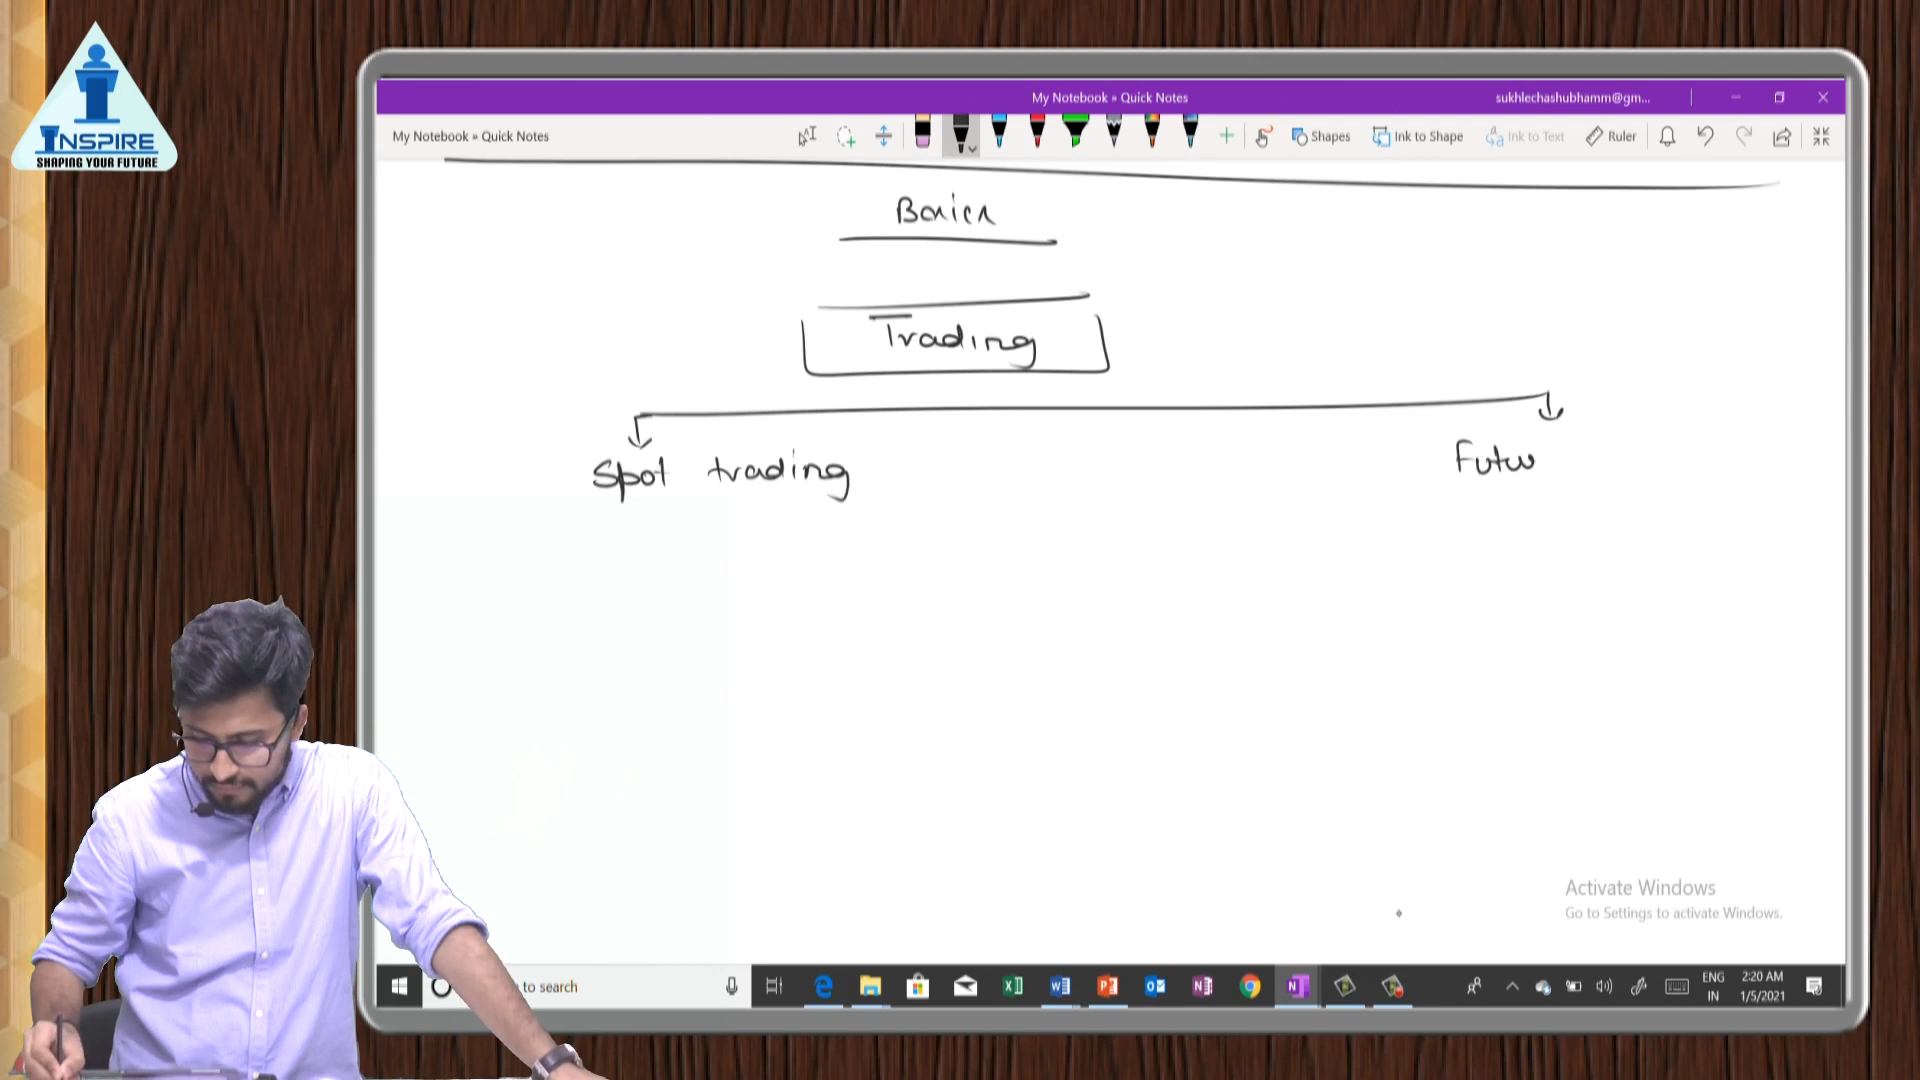 INSPIRE
SHAPING YOUR FUTURE
My Notebook » Quick Notes
sukhlechashubhamm@gm...
My Notebook » Quick Notes
Shapes
Ink to Shape
Ink to Text
Ruler
Basics
Trading
Spot trading
Futu
Activate Windows
Go to Settings to activate Windows.
to search
ENG
IN
2:20 AM
1/5/2021